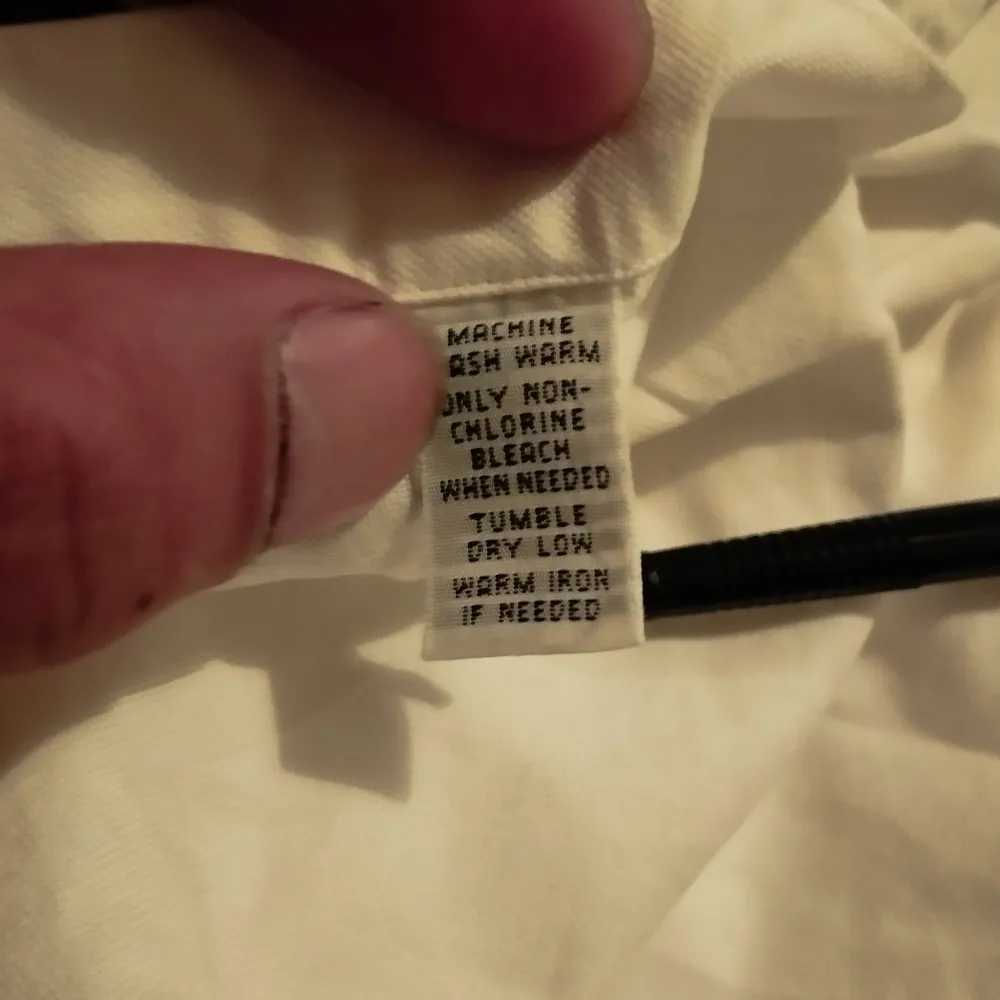 MACHINE
ASH WARM
ONLY NON-
CHLORINE
BLEACH
WHEN NEEDED
TUMBLE
DRY LOW
WARM IRON
IF NEEDED